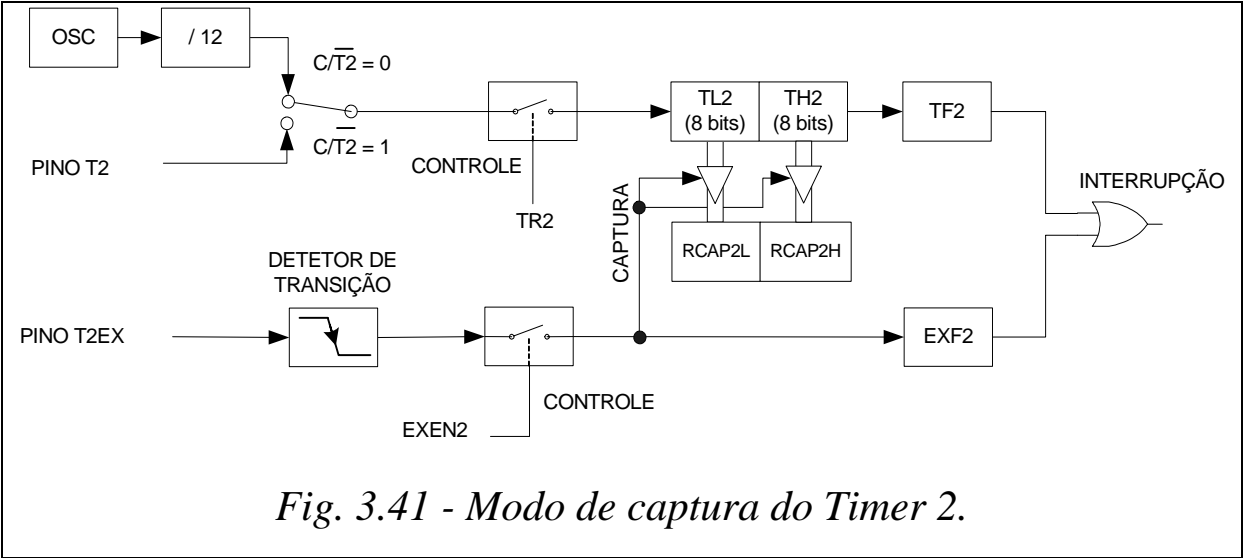 OSC
/ 12
C/T2 = 0
C/T2 = 1
PINO T2
CONTROLE
TR2
TL2
(8 bits)
TH2
(8 bits)
TF2
CAPTURA
RCAP2L
RCAP2H
INTERRUPÇÃO
DETETOR DE
TRANSIÇÃO
PINO T2EX
EXF2
CONTROLE
EXEN2
Fig. 3.41 - Modo de captura do Timer 2.